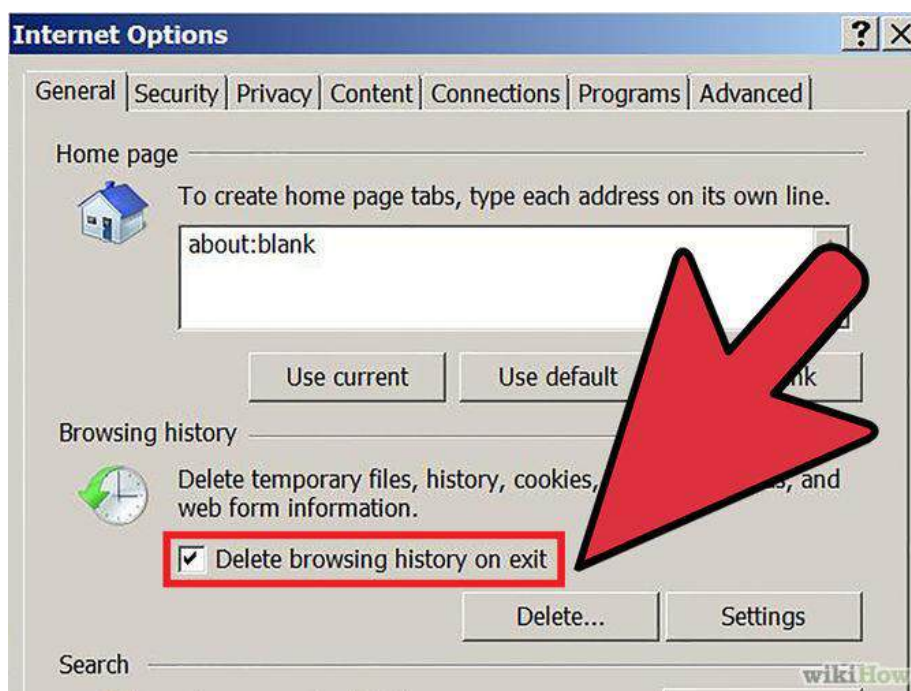 Internet Options
General Security Privacy Content Connections Programs Advanced
Home page
To create home page tabs, type each address on its own line.
about:blank
Use current Use default
Browsing history
Delete temporary files, history, cookies, and
web form information.
Delete browsing history on exit
Delete... Settings
Search
wikiHow